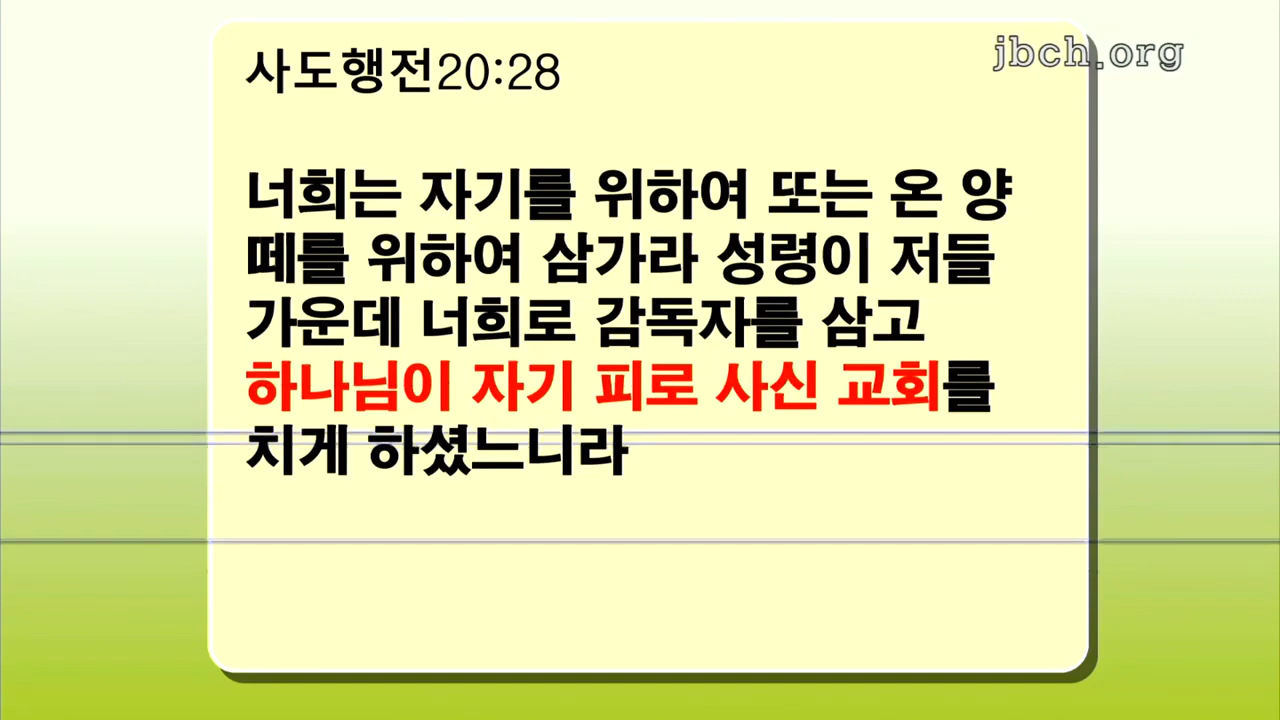 jbch.org
사도행전20:28
너희는 자기를 위하여 또는 온 양
떼를 위하여 삼가라 성령이 저들
가운데 너희로 감독자를 삼고
하나님이 자기 피로 사신 교회를
치게 하셨느니라